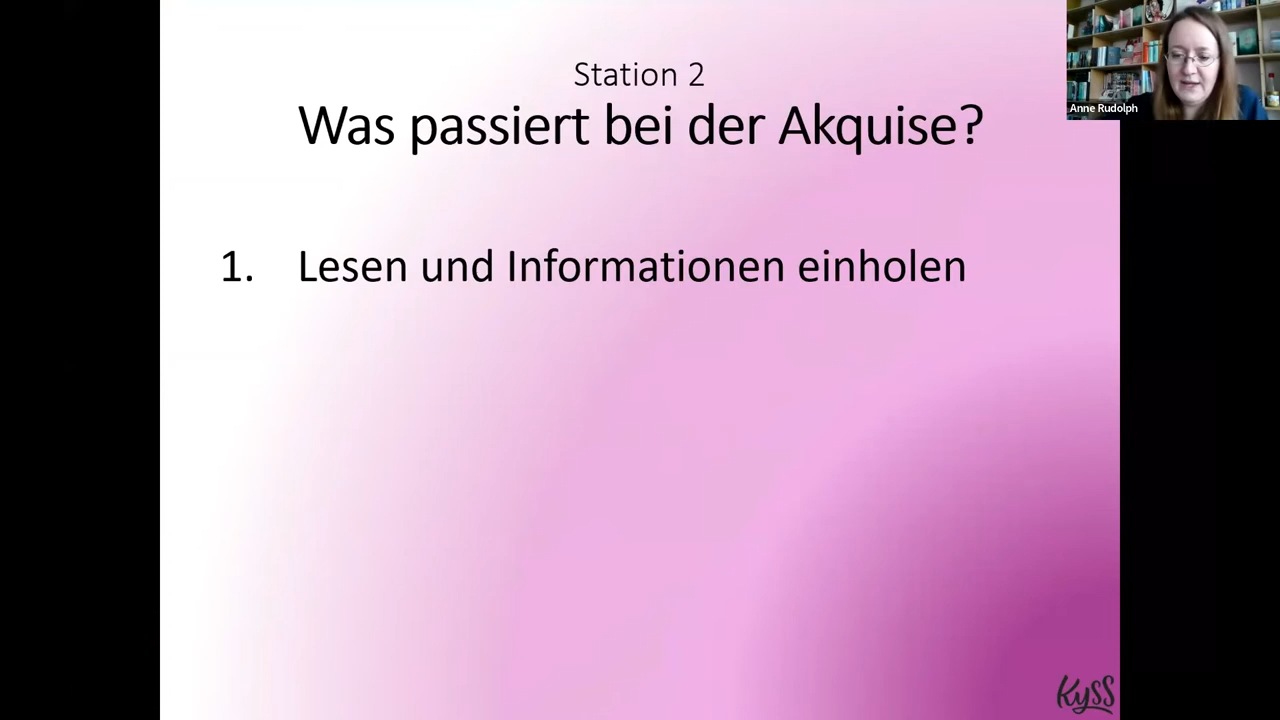 Station 2
Was passiert bei der Akquise?
Anne Rudolph
1. Lesen und Informationen einholen
KYSS